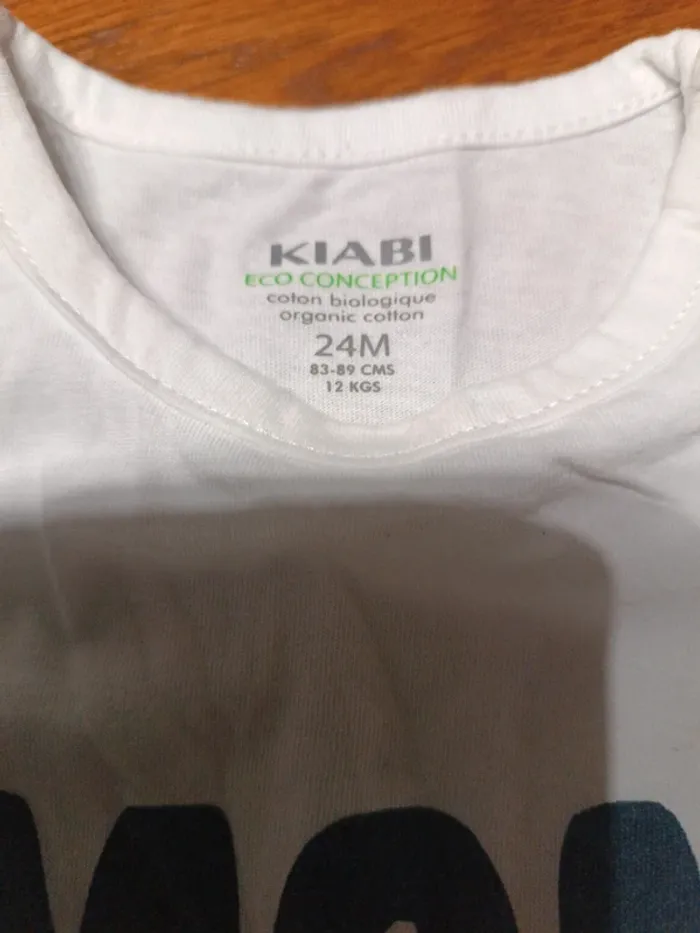 KIABI
ECO CONCEPTION
coton biologique
organic cotton
24M
83-89 CMS
12 KGS